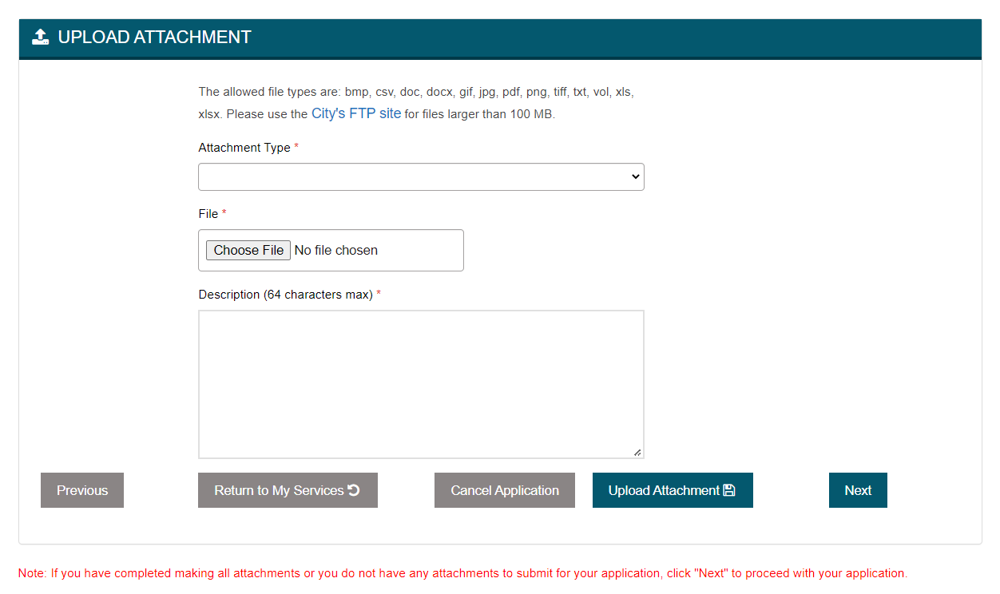 UPLOAD ATTACHMENT
The allowed file types are: bmp, csv, doc, docx, gif, jpg, pdf, png, tiff, txt, vol, xls,
xlsx. Please use the City's FTP site for files larger than 100 MB.
Attachment Type *
File *
Choose File No file chosen
Description (64 characters max) *
Previous Return to My Services Cancel Application Upload Attachment Next
Note: If you have completed making all attachments or you do not have any attachments to submit for your application, click "Next" to proceed with your application.